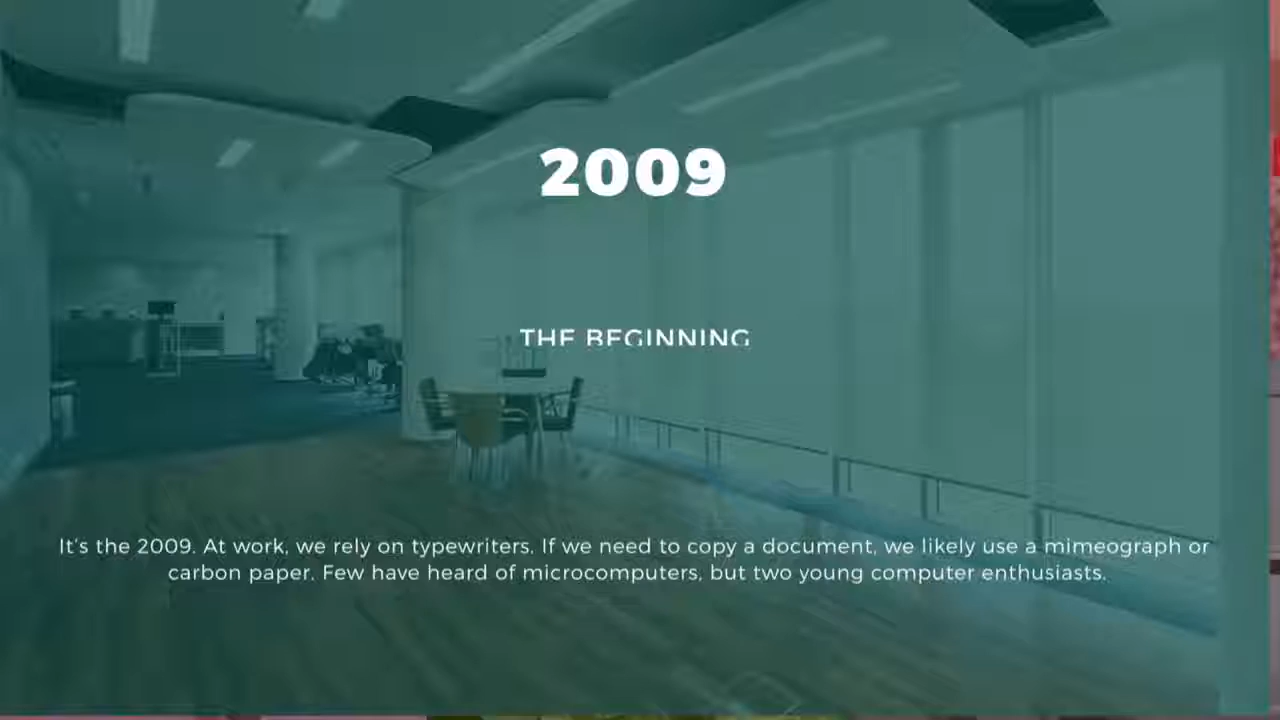 2009
THE BEGINNING
It's the 2009. At work, we rely on typewriters. If we need to copy a document, we likely use a mimeograph or
carbon paper. Few have heard of microcomputers, but two young computer enthusiasts.